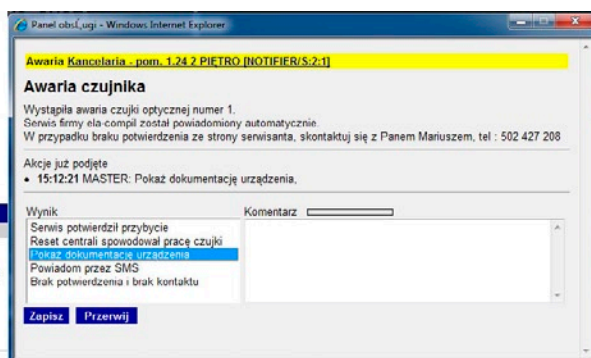 Panel obsĹ‚ugi - Windows Internet Explorer
Awaria Kancelaria - pom. 1.24 2 PIĘTRO [NOTIFIER/S:2:1]
Awaria czujnika
Wystąpiła awaria czujki optycznej numer 1.
Serwis firmy ela-compil został powiadomiony automatycznie.
W przypadku braku potwierdzenia ze strony serwisanta, skontaktuj się z Panem Mariuszem, tel : 502 427 208
Akcje już podjęte
• 15:12:21 MASTER: Pokaż dokumentację urządzenia,
Wynik
Serwis potwierdził przybycie
Reset centrali spowodował pracę czujki
Pokaż dokumentację urządzenia
Powiadom przez SMS
Brak potwierdzenia i brak kontaktu
Komentarz
Zapisz Przerwij